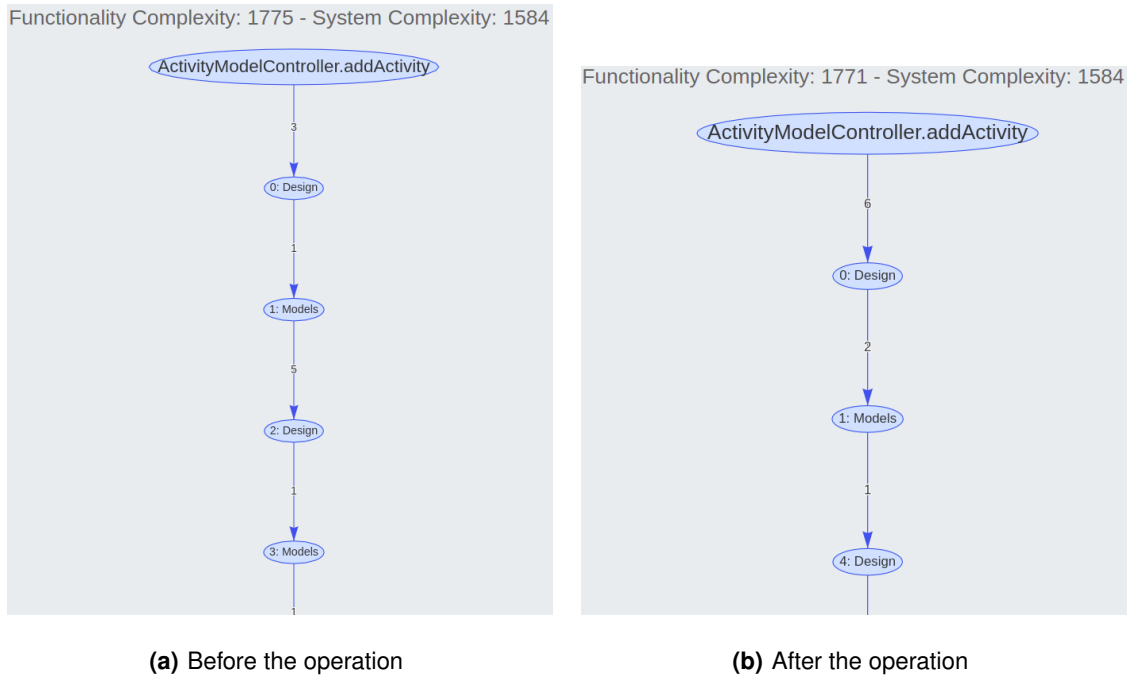 Functionality Complexity: 1775 - System Complexity: 1584
ActivityModelController.addActivity
3
0: Design
1
1: Models
5
2: Design
1
3: Models
1
(a) Before the operation
Functionality Complexity: 1771 - System Complexity: 1584
ActivityModelController.addActivity
6
0: Design
2
1: Models
1
4: Design
(b) After the operation